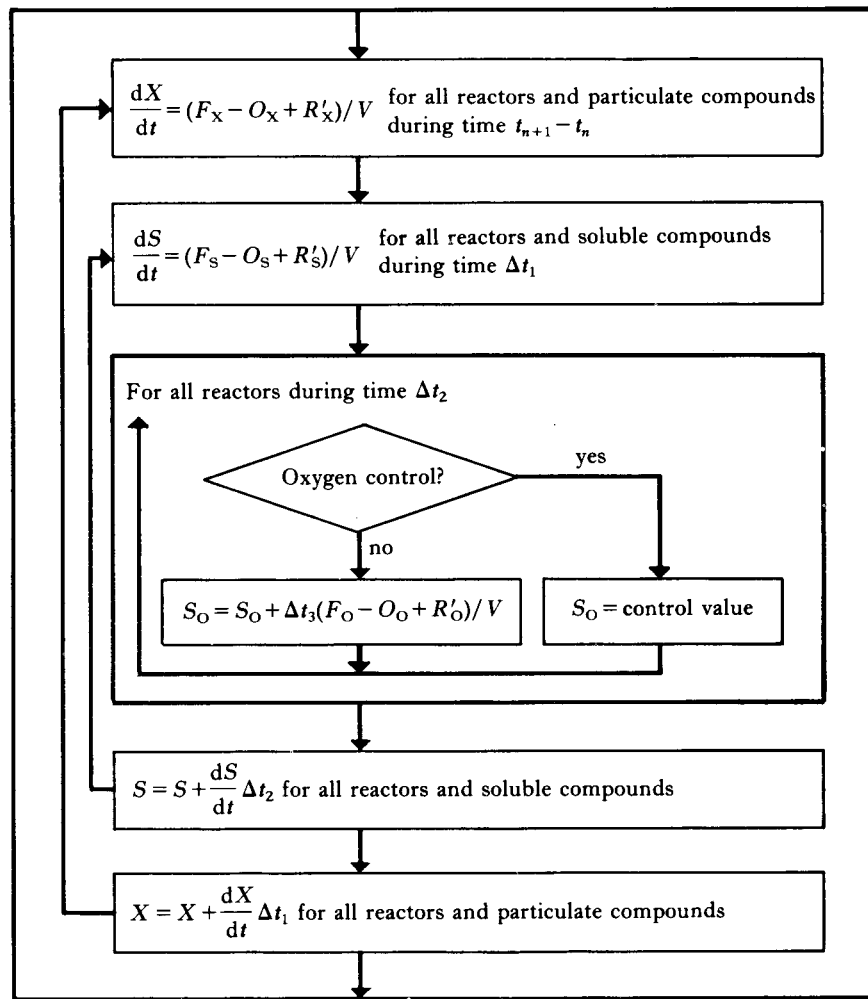 dX/dt = (F_X − O_X + R′_X)/V for all reactors and particulate compounds
during time t_{n+1} − t_n
dS/dt = (F_S − O_S + R′_S)/V for all reactors and soluble compounds
during time Δt_1
For all reactors during time Δt_2
Oxygen control?
yes
no
S_O = S_O + Δt_3(F_O − O_O + R′_O)/V
S_O = control value
S = S + dS/dt Δt_2 for all reactors and soluble compounds
X = X + dX/dt Δt_1 for all reactors and particulate compounds